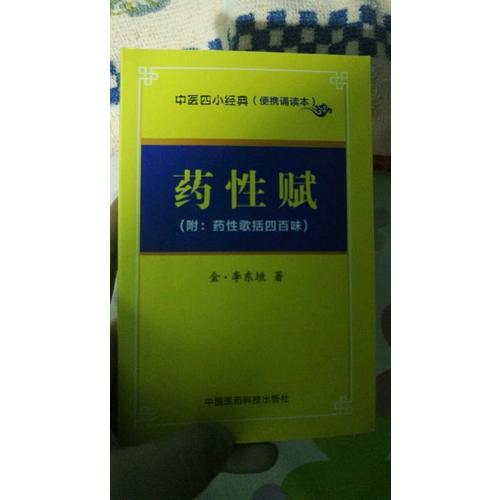 中医四小经典（便携诵读本）
药性赋
（附：药性歌括四百味）
金·李东垣 著
中国医药科技出版社